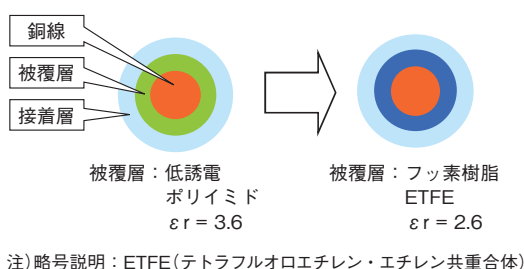 銅線
被覆層
接着層
被覆層：低誘電
ポリイミド
εr = 3.6
被覆層：フッ素樹脂
ETFE
εr = 2.6
注）略号説明：ETFE（テトラフルオロエチレン・エチレン共重合体）